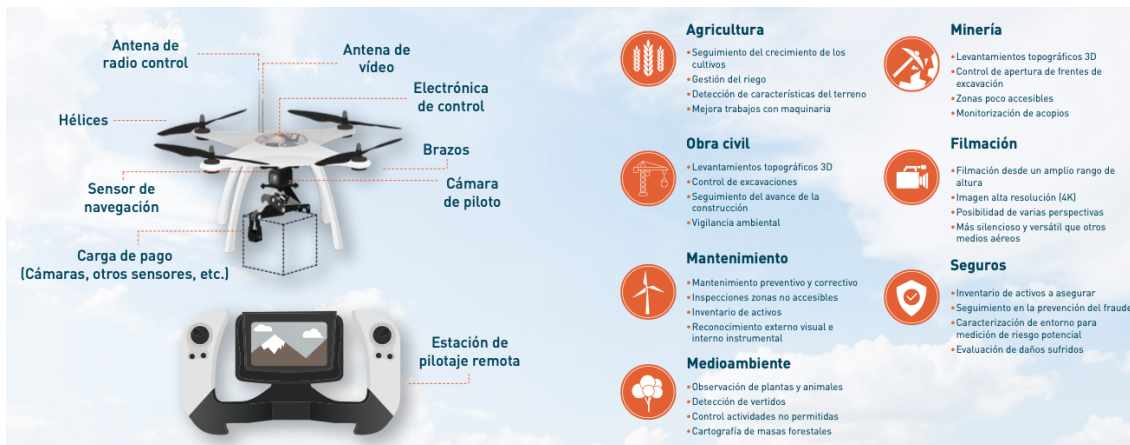 Antena de
radio control
Antena de
vídeo
Electrónica
de control
Hélices
Brazos
Sensor de
navegación
Cámara
de piloto
Carga de pago
(Cámaras, otros sensores, etc.)
Estación de
pilotaje remota
Agricultura
•Seguimiento del crecimiento de los
cultivos
•Gestión del riego
•Detección de características del terreno
•Mejora trabajos con maquinaria
Obra civil
•Levantamientos topográficos 3D
•Control de excavaciones
•Seguimiento del avance de la
construcción
•Vigilancia ambiental
Mantenimiento
•Mantenimiento preventivo y correctivo
•Inspecciones zonas no accesibles
•Inventario de activos
•Reconocimiento externo visual e
interno instrumental
Medioambiente
•Observación de plantas y animales
•Detección de vertidos
•Control actividades no permitidas
•Cartografía de masas forestales
Minería
•Levantamientos topográficos 3D
•Control de apertura de frentes de
excavación
•Zonas poco accesibles
•Monitorización de acopios
Filmación
•Filmación desde un amplio rango de
altura
•Imagen alta resolución (4K)
•Posibilidad de varias perspectivas
•Más silencioso y versátil que otros
medios aéreos
Seguros
•Inventario de activos a asegurar
•Seguimiento en la prevención del fraude
•Caracterización de entorno para
medición de riesgo potencial
•Evaluación de daños sufridos